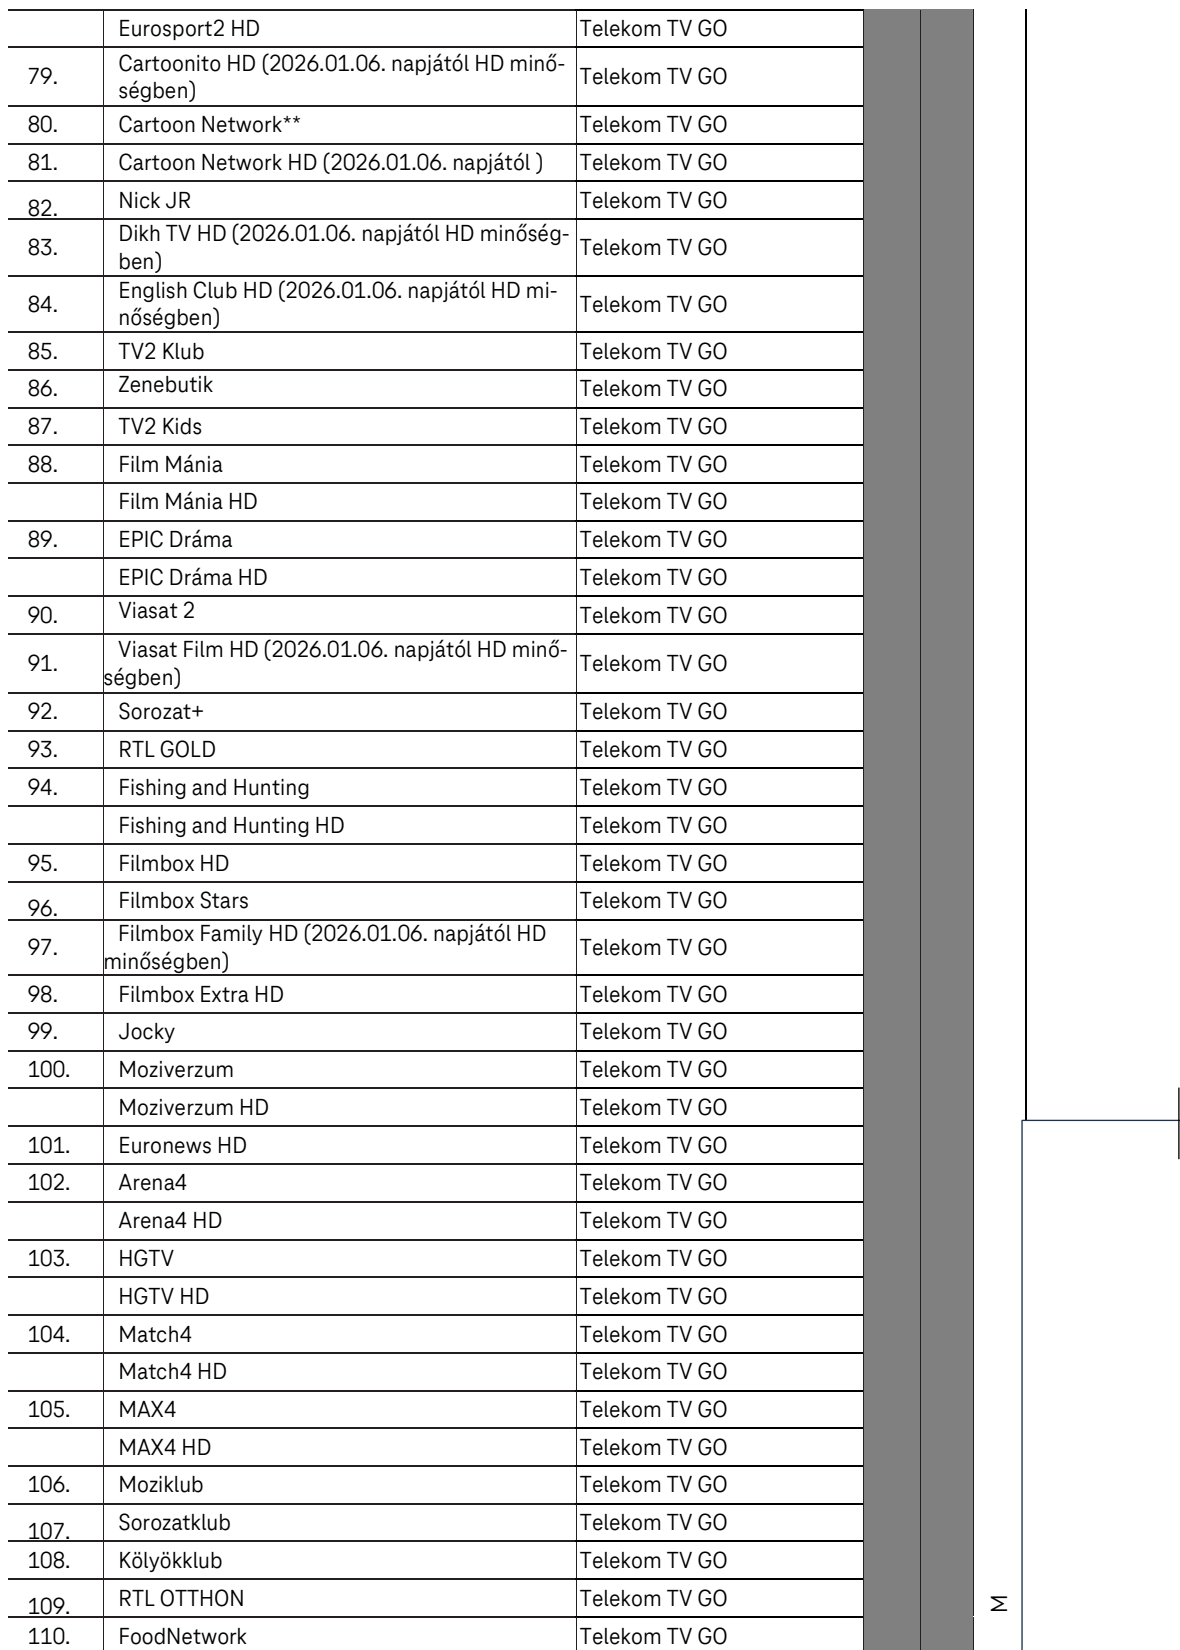 Eurosport2 HD Telekom TV GO
79. Cartoonito HD (2026.01.06. napjától HD minő-
ségben) Telekom TV GO
80. Cartoon Network** Telekom TV GO
81. Cartoon Network HD (2026.01.06. napjától ) Telekom TV GO
82. Nick JR Telekom TV GO
83. Dikh TV HD (2026.01.06. napjától HD minőség-
ben) Telekom TV GO
84. English Club HD (2026.01.06. napjától HD mi-
nőségben) Telekom TV GO
85. TV2 Klub Telekom TV GO
86. Zenebutik Telekom TV GO
87. TV2 Kids Telekom TV GO
88. Film Mánia Telekom TV GO
Film Mánia HD Telekom TV GO
89. EPIC Dráma Telekom TV GO
EPIC Dráma HD Telekom TV GO
90. Viasat 2 Telekom TV GO
91. Viasat Film HD (2026.01.06. napjától HD minő-
ségben) Telekom TV GO
92. Sorozat+ Telekom TV GO
93. RTL GOLD Telekom TV GO
94. Fishing and Hunting Telekom TV GO
Fishing and Hunting HD Telekom TV GO
95. Filmbox HD Telekom TV GO
96. Filmbox Stars Telekom TV GO
97. Filmbox Family HD (2026.01.06. napjától HD
minőségben) Telekom TV GO
98. Filmbox Extra HD Telekom TV GO
99. Jocky Telekom TV GO
100. Moziverzum Telekom TV GO
Moziverzum HD Telekom TV GO
101. Euronews HD Telekom TV GO
102. Arena4 Telekom TV GO
Arena4 HD Telekom TV GO
103. HGTV Telekom TV GO
HGTV HD Telekom TV GO
104. Match4 Telekom TV GO
Match4 HD Telekom TV GO
105. MAX4 Telekom TV GO
MAX4 HD Telekom TV GO
106. Moziklub Telekom TV GO
107. Sorozatklub Telekom TV GO
108. Kölyökklub Telekom TV GO
109. RTL OTTHON Telekom TV GO
110. FoodNetwork Telekom TV GO
M